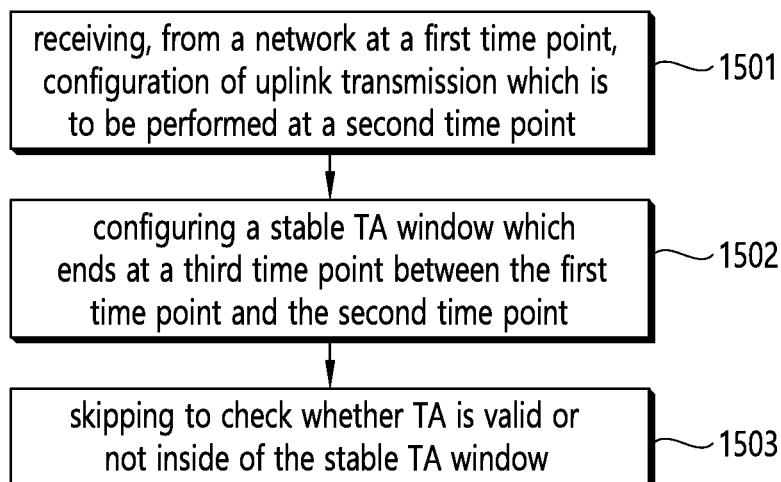 receiving, from a network at a first time point,
configuration of uplink transmission which is
to be performed at a second time point
1501
configuring a stable TA window which
ends at a third time point between the first
time point and the second time point
1502
skipping to check whether TA is valid or
not inside of the stable TA window
1503